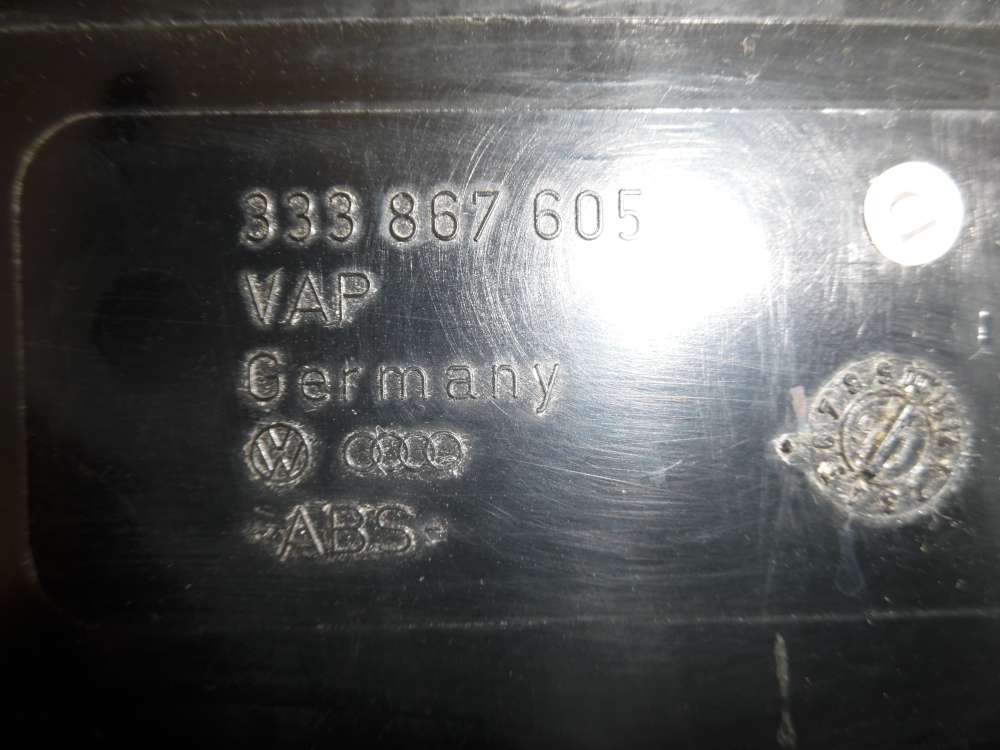 333 867 605
VAP
Germany
-ABS-